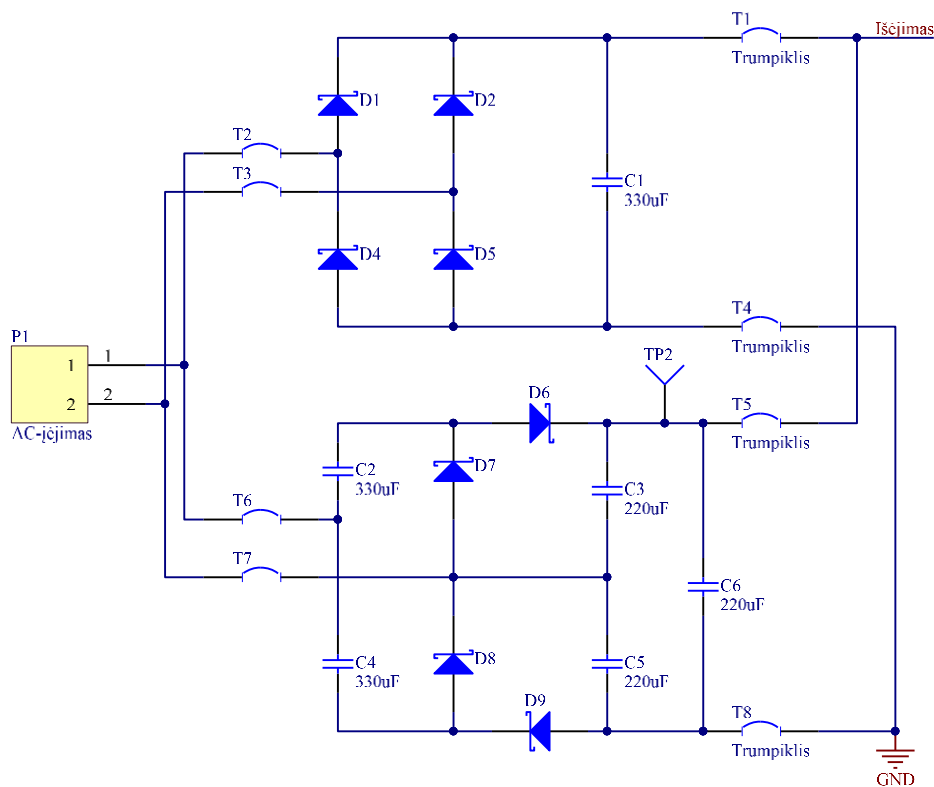 T1
Išėjimas
Trumpiklis
D1
D2
T2
T3
C1
330uF
D4
D5
T4
Trumpiklis
P1
1
1
2
2
AC-įėjimas
TP2
D6
T5
Trumpiklis
C2
330uF
D7
C3
220uF
T6
T7
C6
220uF
C4
330uF
D8
C5
220uF
D9
T8
Trumpiklis
GND